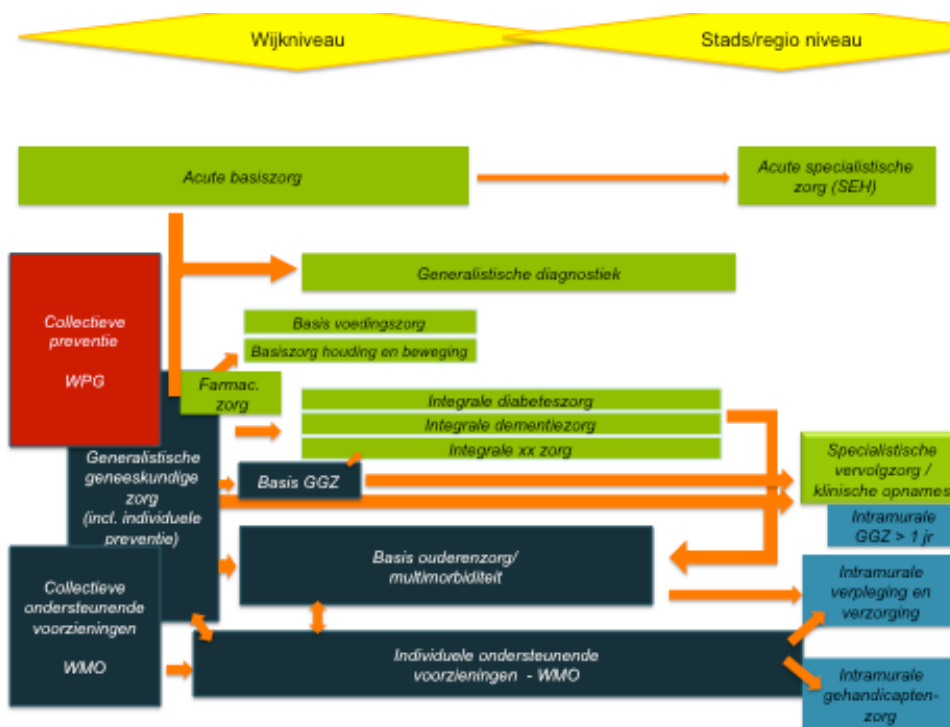 Wijkniveau
Stads/regio niveau
Acute basiszorg
Acute specialistische
zorg (SEH)
Generalistische diagnostiek
Collectieve
preventie
WPG
Basis voedingszorg
Basiszorg houding en beweging
Farmac.
zorg
Integrale diabeteszorg
Integrale dementiezorg
Integrale xx zorg
Generalistische
geneeskundige
zorg
(incl. individuele
preventie)
Basis GGZ
Specialistische
vervolgzorg /
klinische opnames
Intramurale
GGZ > 1 jr
Basis ouderenzorg/
multimorbiditeit
Intramurale
verpleging en
verzorging
Collectieve
ondersteunende
voorzieningen
WMO
Individuele ondersteunende
voorzieningen - WMO
Intramurale
gehandicapten-
zorg